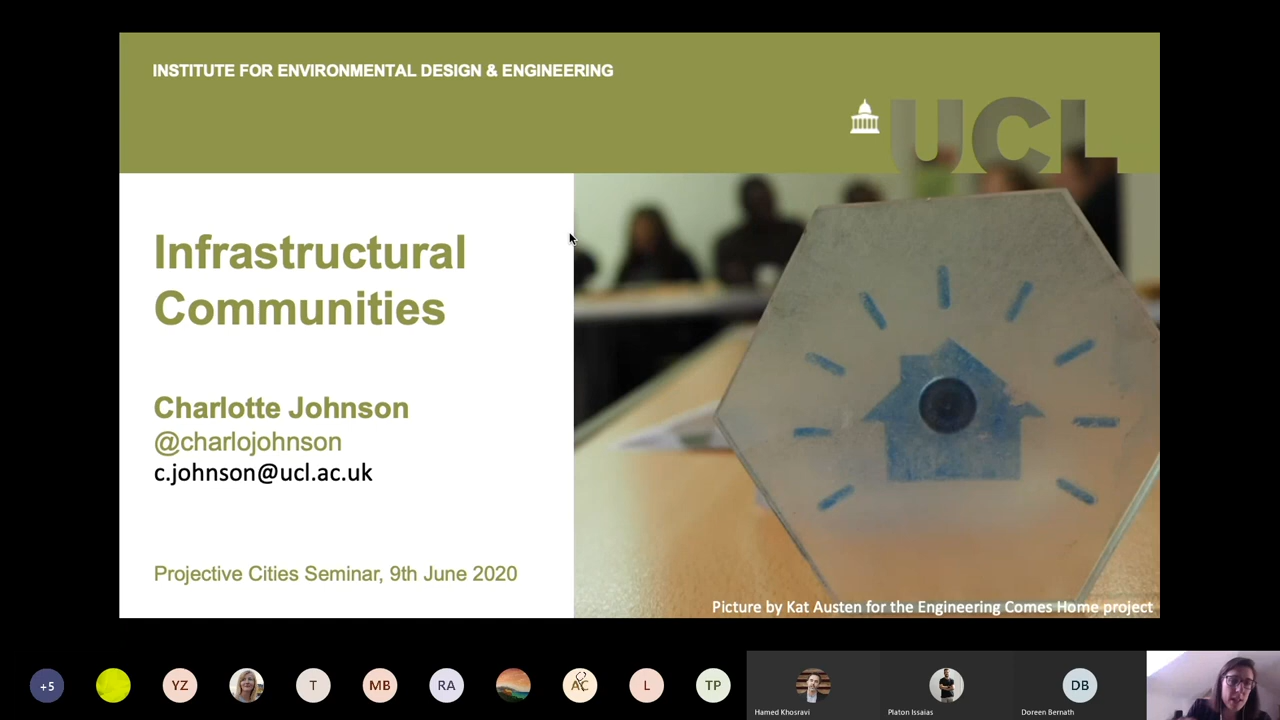 INSTITUTE FOR ENVIRONMENTAL DESIGN & ENGINEERING
UCL
Infrastructural
Communities
Charlotte Johnson
@charlojohnson
c.johnson@ucl.ac.uk
Projective Cities Seminar, 9th June 2020
Picture by Kat Austen for the Engineering Comes Home project
+5
YZ
T
MB
RA
AC
L
TP
DB
Hamed Khosravi
Platon Issaias
Doreen Bernath